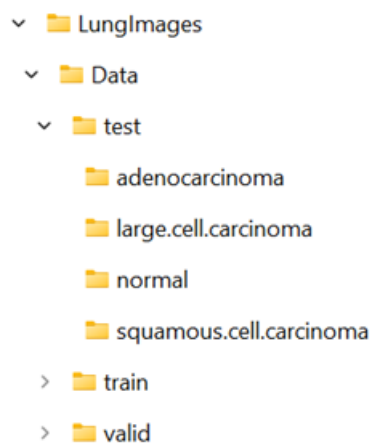 LungImages
Data
test
adenocarcinoma
large.cell.carcinoma
normal
squamous.cell.carcinoma
train
valid